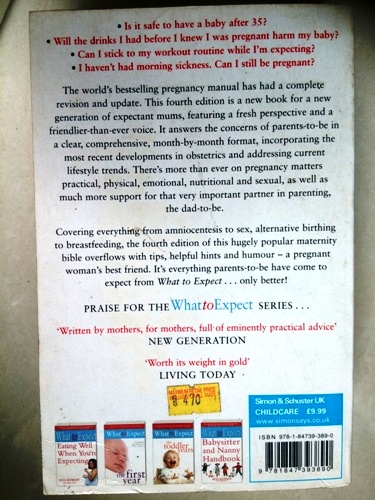 • Is it safe to have a baby after 35?
• Will the drinks I had before I knew I was pregnant harm my baby?
• Can I stick to my workout routine while I'm expecting?
• I haven't had morning sickness. Can I still be pregnant?
The world's bestselling pregnancy manual has had a complete
revision and update. This fourth edition is a new book for a new
generation of expectant mums, featuring a fresh perspective and a
friendlier-than-ever voice. It answers the concerns of parents-to-be in
a clear, comprehensive, month-by-month format, incorporating the
most recent developments in obstetrics and addressing current
lifestyle trends. There's more than ever on pregnancy matters
practical, physical, emotional, nutritional and sexual, as well as
much more support for that very important partner in parenting,
the dad-to-be.
Covering everything from amniocentesis to sex, alternative birthing
to breastfeeding, the fourth edition of this hugely popular maternity
bible overflows with tips, helpful hints and humour – a pregnant
woman's best friend. It's everything parents-to-be have come to
expect from What to Expect . . . only better!
PRAISE FOR THE What to Expect SERIES . . .
'Written by mothers, for mothers, full of eminently practical advice'
NEW GENERATION
'Worth its weight in gold'
LIVING TODAY
470
Simon & Schuster UK
CHILDCARE £9.99
www.simonsays.co.uk
What to Expect
Eating Well
When You're
Expecting
What to Expect
the first
year
What to Expect
the
toddler
years
What to Expect
Babysitter
and Nanny
Handbook
ISBN 978-1-84739-389-0
9 781847 393890